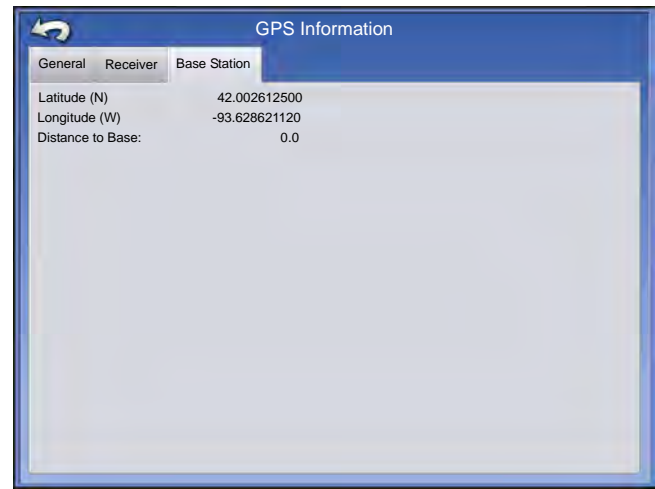 GPS Information
General Receiver Base Station
Latitude (N) 42.002612500
Longitude (W) -93.628621120
Distance to Base: 0.0